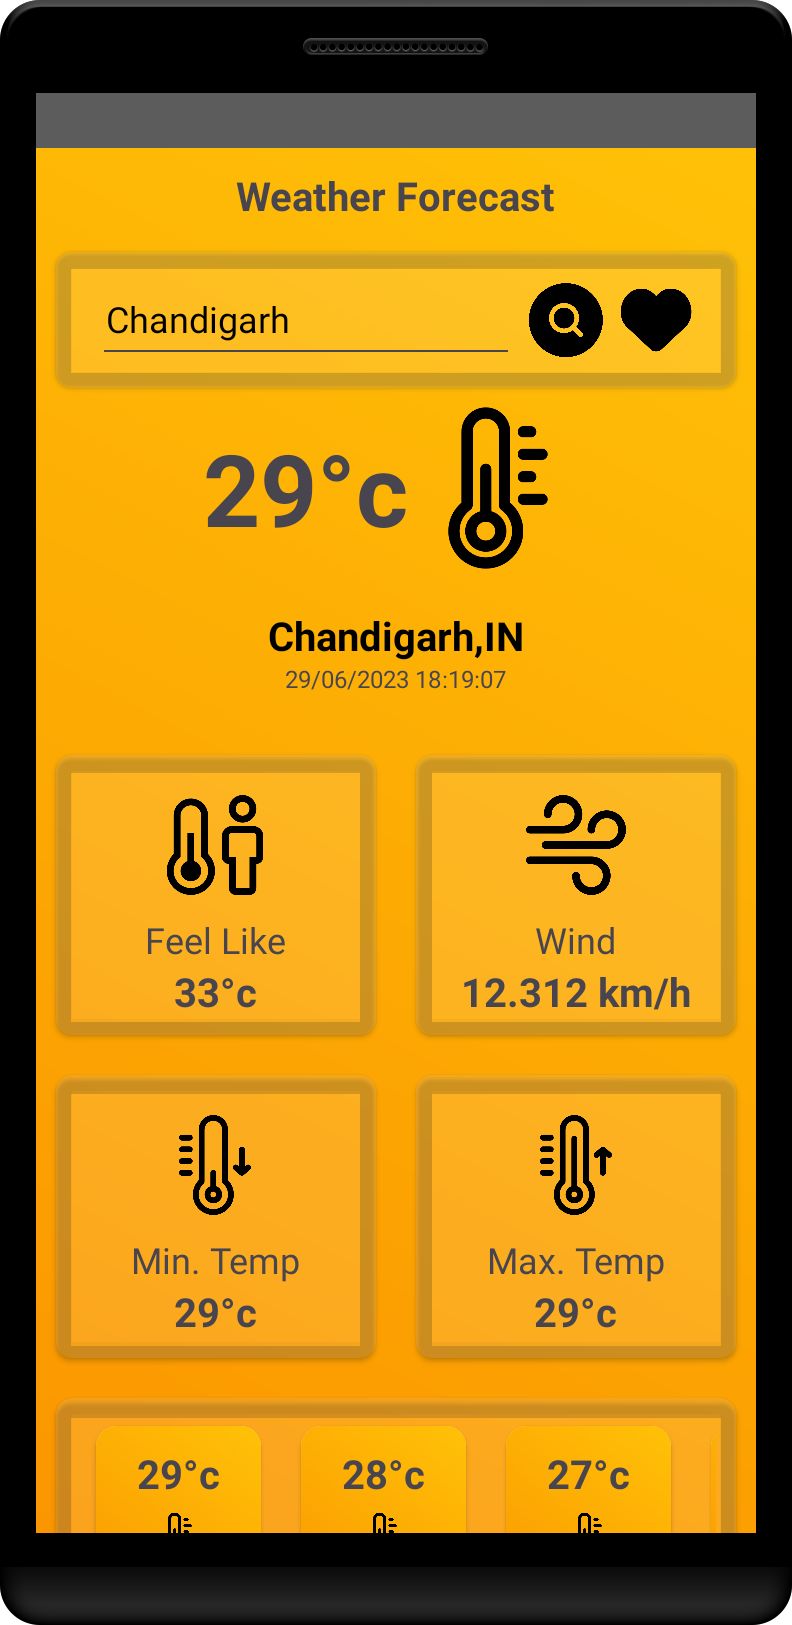 Weather Forecast
Chandigarh
29°c
Chandigarh,IN
29/06/2023 18:19:07
Feel Like
33°c
Wind
12.312 km/h
Min. Temp
29°c
Max. Temp
29°c
29°c
28°c
27°c